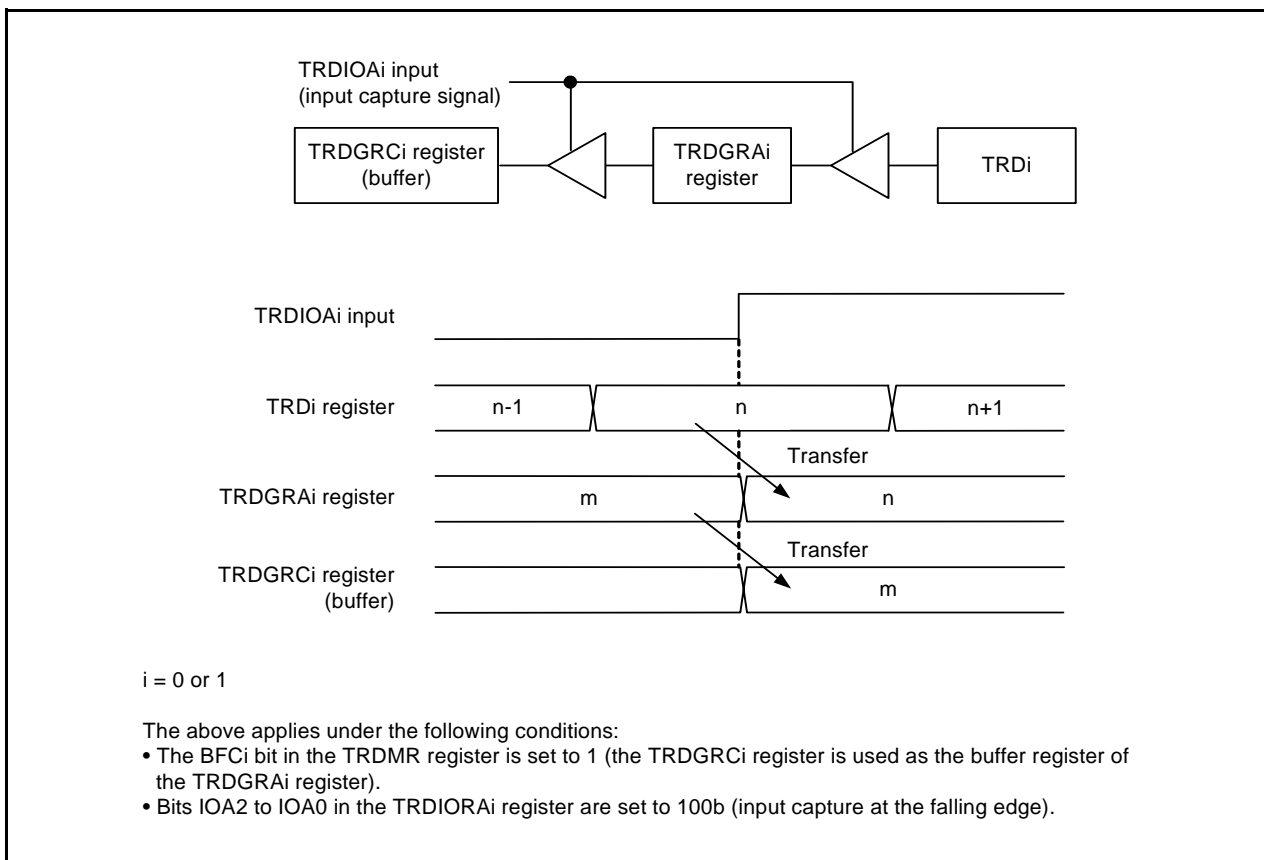 TRDIOAi input
(input capture signal)
TRDGRCi register
(buffer)
TRDGRAi
register
TRDi
TRDIOAi input
TRDi register
n-1
n
n+1
Transfer
TRDGRAi register
m
n
Transfer
TRDGRCi register
(buffer)
m
i = 0 or 1
The above applies under the following conditions:
• The BFCi bit in the TRDMR register is set to 1 (the TRDGRCi register is used as the buffer register of
the TRDGRAi register).
• Bits IOA2 to IOA0 in the TRDIORAi register are set to 100b (input capture at the falling edge).